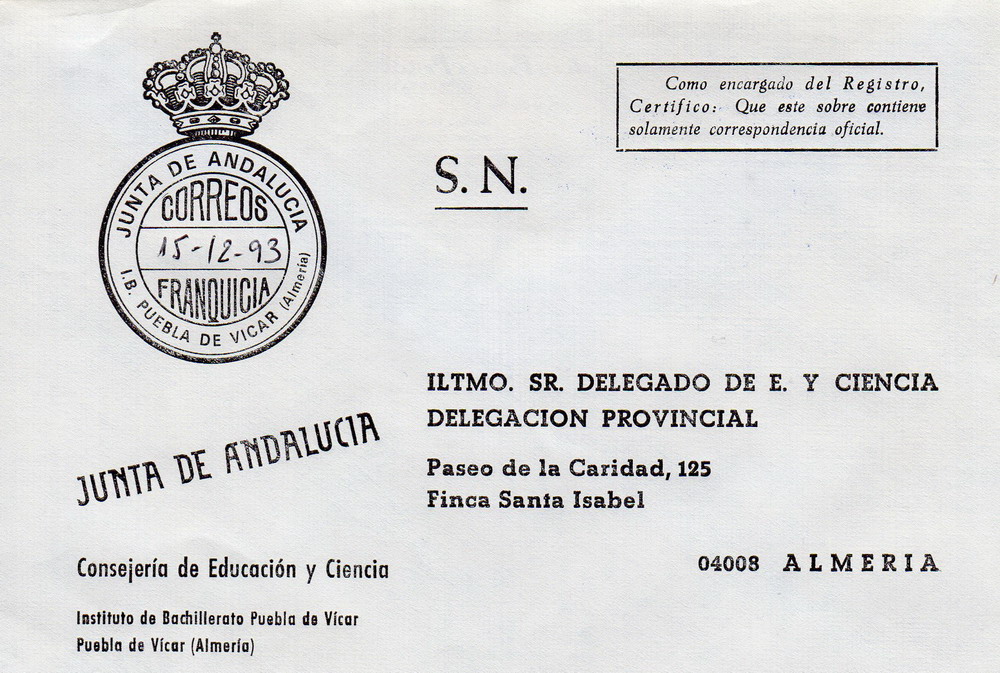 JUNTA DE ANDALUCIA
CORREOS
15-12-93
FRANQUICIA
I.B. PUEBLA DE VICAR (Almería)
Como encargado del Registro,
Certifico: Que este sobre contiene
solamente correspondencia oficial.
S. N.
ILTMO. SR. DELEGADO DE E. Y CIENCIA
DELEGACION PROVINCIAL
Paseo de la Caridad, 125
Finca Santa Isabel
04008 ALMERIA
JUNTA DE ANDALUCIA
Consejería de Educación y Ciencia
Instituto de Bachillerato Puebla de Vícar
Puebla de Vícar (Almería)